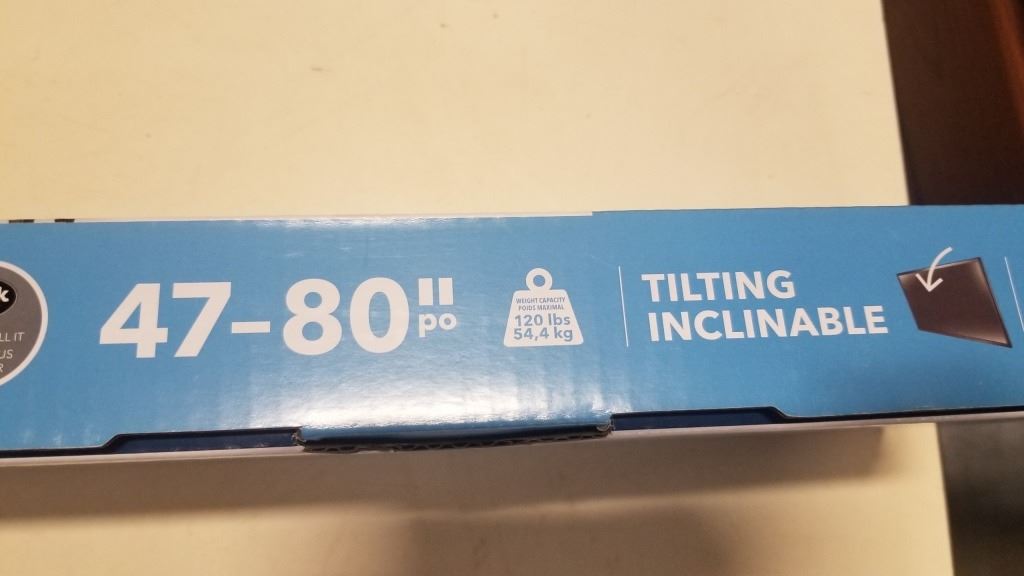 47-80"
po
WEIGHT CAPACITY
POIDS MAXIMAL
120 lbs
54,4 kg
TILTING
INCLINABLE